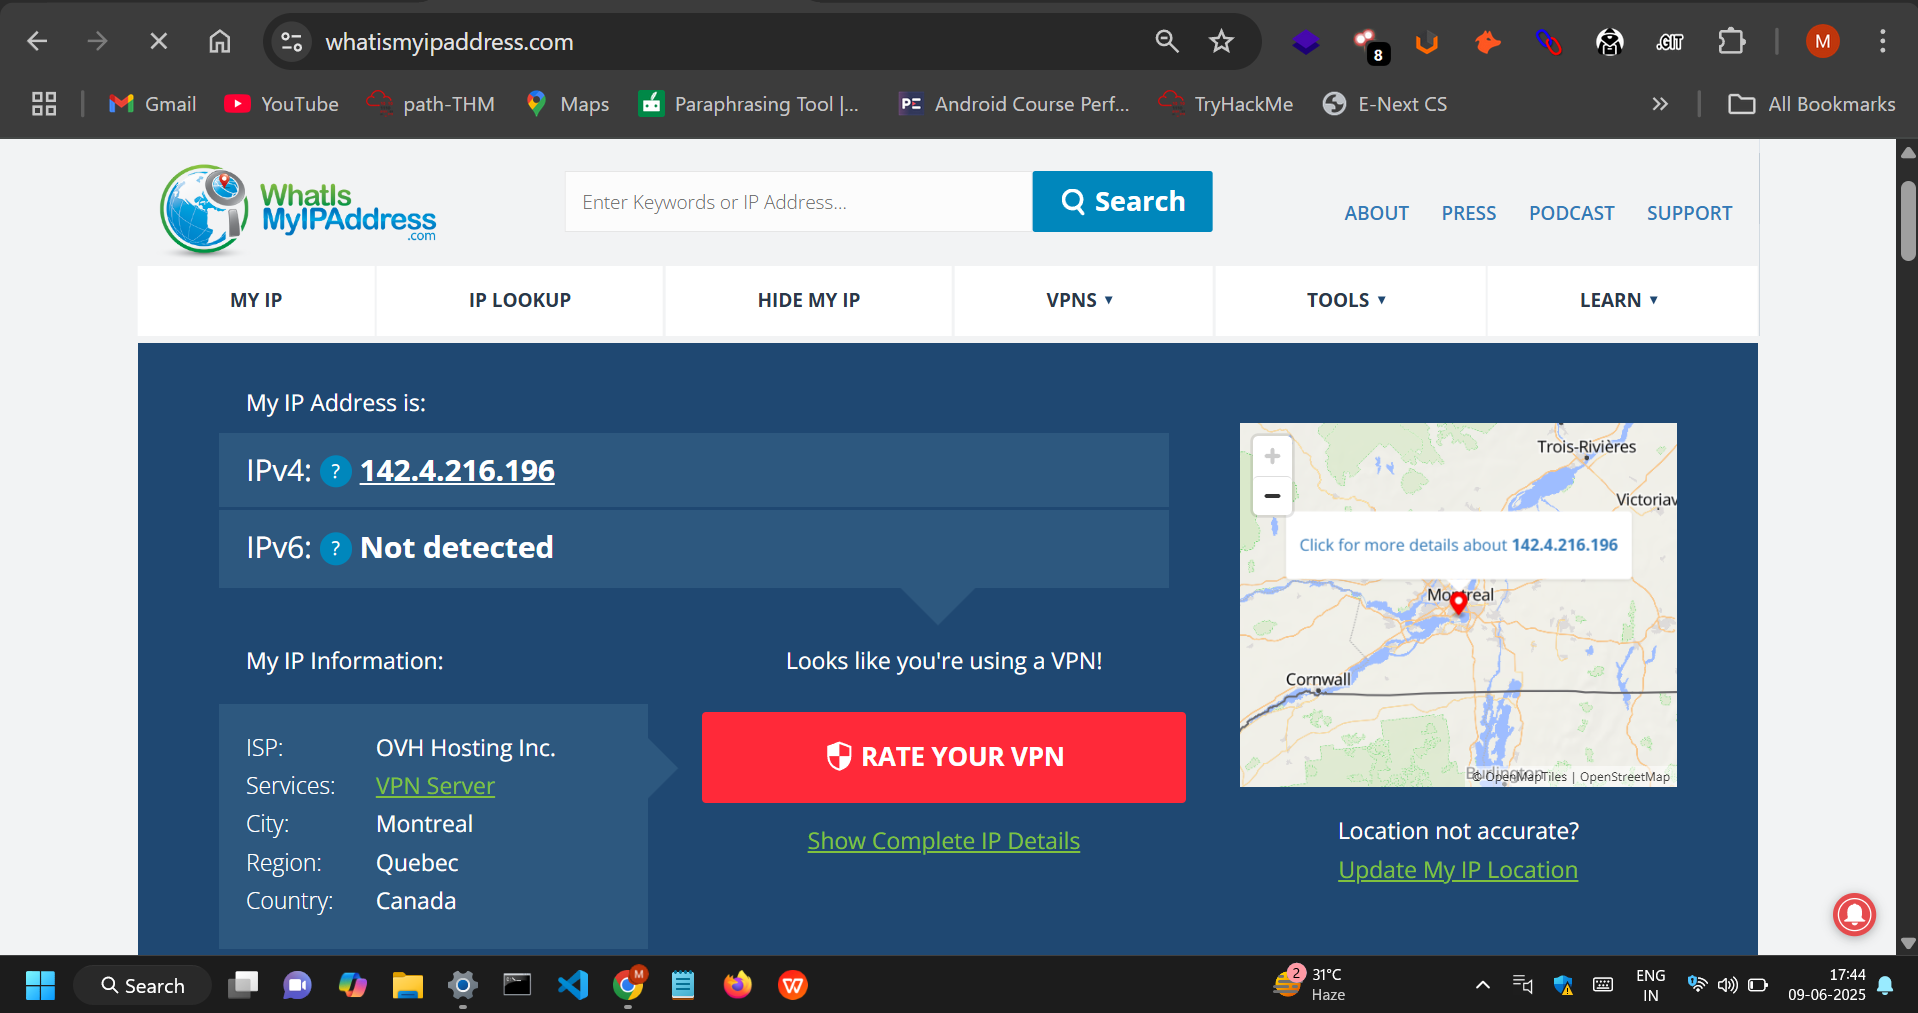 whatismyipaddress.com
8
.GIT
M
Gmail
YouTube
path-THM
Maps
Paraphrasing Tool |...
PE
Android Course Perf...
TryHackMe
E-Next CS
»
All Bookmarks
WhatIs
MyIPAddress
.com
Enter Keywords or IP Address...
Search
ABOUT
PRESS
PODCAST
SUPPORT
MY IP
IP LOOKUP
HIDE MY IP
VPNS ▼
TOOLS ▼
LEARN ▼
My IP Address is:
IPv4: ? 142.4.216.196
IPv6: ? Not detected
My IP Information:
ISP: OVH Hosting Inc.
Services: VPN Server
City: Montreal
Region: Quebec
Country: Canada
Looks like you're using a VPN!
RATE YOUR VPN
Show Complete IP Details
+
−
Trois-Rivières
Victoriav
Click for more details about 142.4.216.196
Montreal
Cornwall
Burlington
© OpenMapTiles | OpenStreetMap
Location not accurate?
Update My IP Location
Search
M
W
2
31°C
Haze
ENG
IN
17:44
09-06-2025